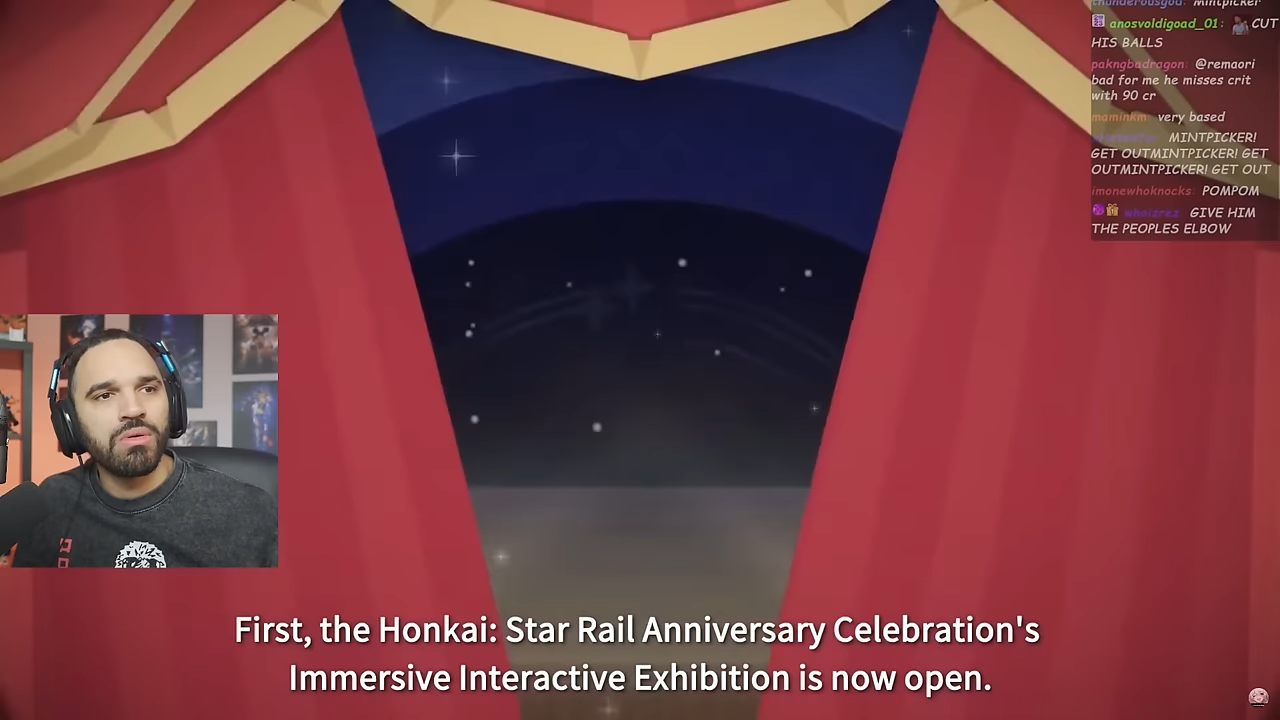 Mintpicker
anosvoldigoad_01: CUT
HIS BALLS
pakngbadragon: @remaori
bad for me he misses crit
with 90 cr
maminkm: very based
MINTPICKER!
GET OUTMINTPICKER! GET
OUTMINTPICKER! GET OUT
imonewhoknocks: POMPOM
whoizrez: GIVE HIM
THE PEOPLES ELBOW
First, the Honkai: Star Rail Anniversary Celebration's
Immersive Interactive Exhibition is now open.